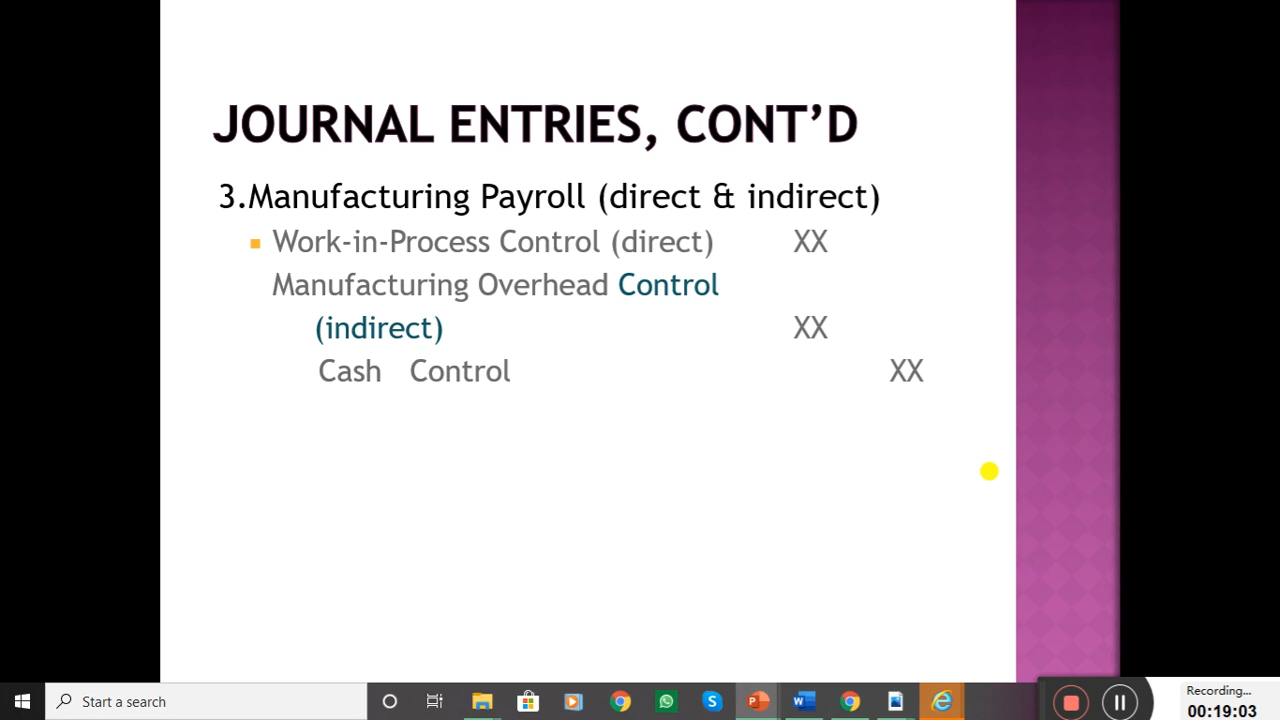 JOURNAL ENTRIES, CONT’D
3.Manufacturing Payroll (direct & indirect)
Work-in-Process Control (direct) XX
Manufacturing Overhead Control
(indirect) XX
Cash Control XX
Start a search
Recording...
00:19:03